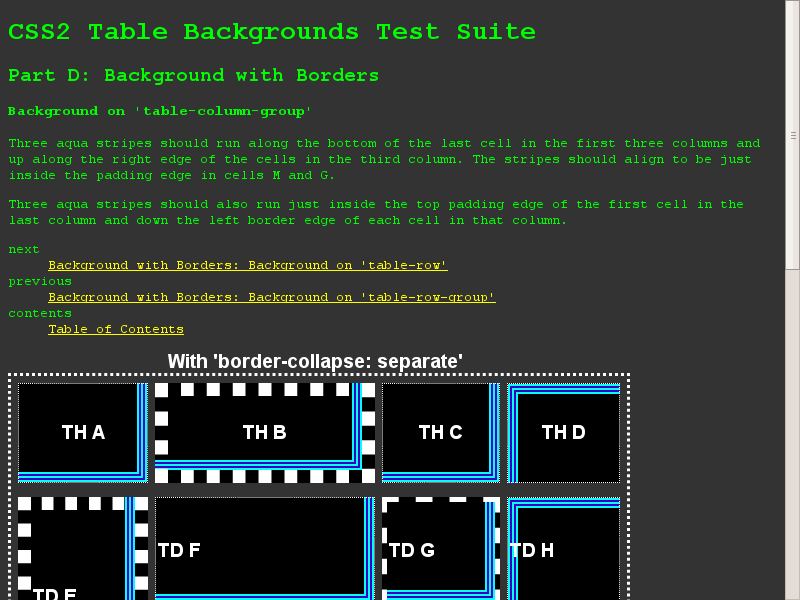 CSS2 Table Backgrounds Test Suite
Part D: Background with Borders
Background on 'table-column-group'
Three aqua stripes should run along the bottom of the last cell in the first three columns and
up along the right edge of the cells in the third column. The stripes should align to be just
inside the padding edge in cells M and G.
Three aqua stripes should also run just inside the top padding edge of the first cell in the
last column and down the left border edge of each cell in that column.
next
Background with Borders: Background on 'table-row'
previous
Background with Borders: Background on 'table-row-group'
contents
Table of Contents
With 'border-collapse: separate'
TH A
TH B
TH C
TH D
TD F
TD G
TD H
TD E